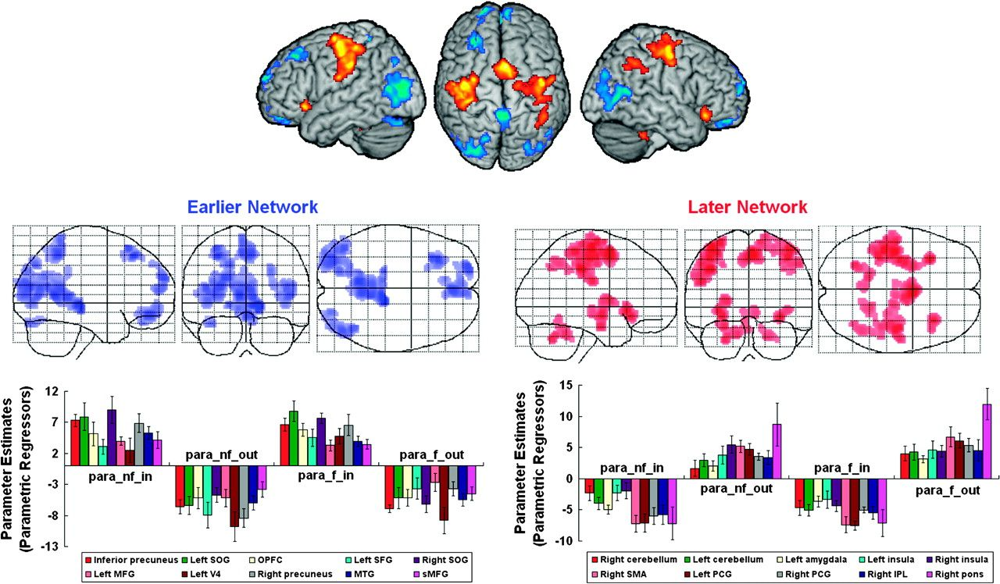 Earlier Network
Later Network
Parameter Estimates
(Parametric Regressors)
12
7
2
-3
-8
-13
para_nf_in
para_nf_out
para_f_in
para_f_out
Inferior precuneus Left SOG OPFC Left SFG Right SOG
Left MFG Left V4 Right precuneus MTG sMFG
Parameter Estimates
(Parametric Regressors)
15
10
5
0
-5
-10
para_nf_in
para_nf_out
para_f_in
para_f_out
Right cerebellum Left cerebellum Left amygdala Left insula Right insula
Right SMA Left PCG Right PCG Right IPL Right pons